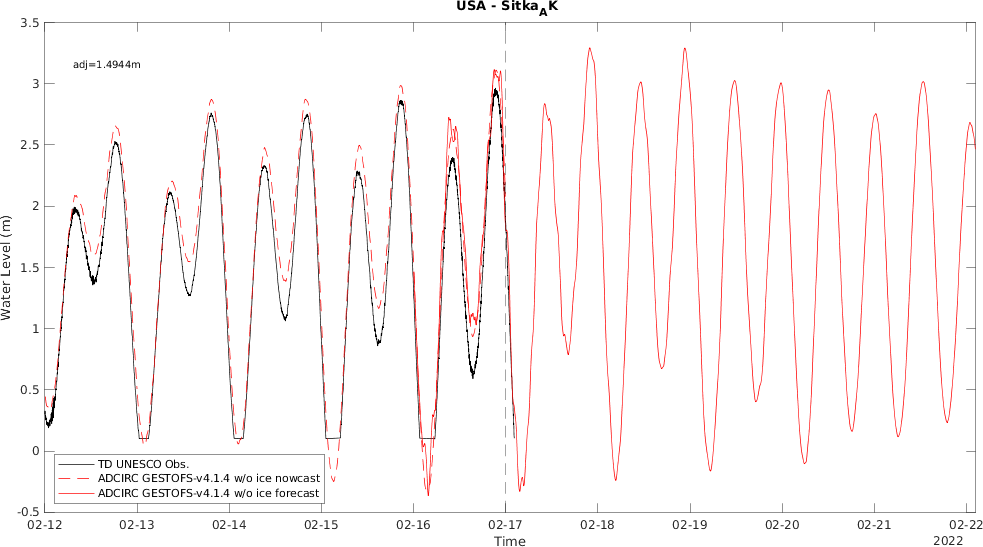 USA - Sitka_AK
3.5
3
2.5
2
1.5
1
0.5
0
-0.5
Water Level (m)
adj=1.4944m
TD UNESCO Obs.
ADCIRC GESTOFS-v4.1.4 w/o ice nowcast
ADCIRC GESTOFS-v4.1.4 w/o ice forecast
02-12 02-13 02-14 02-15 02-16 02-17 02-18 02-19 02-20 02-21 02-22
Time
2022